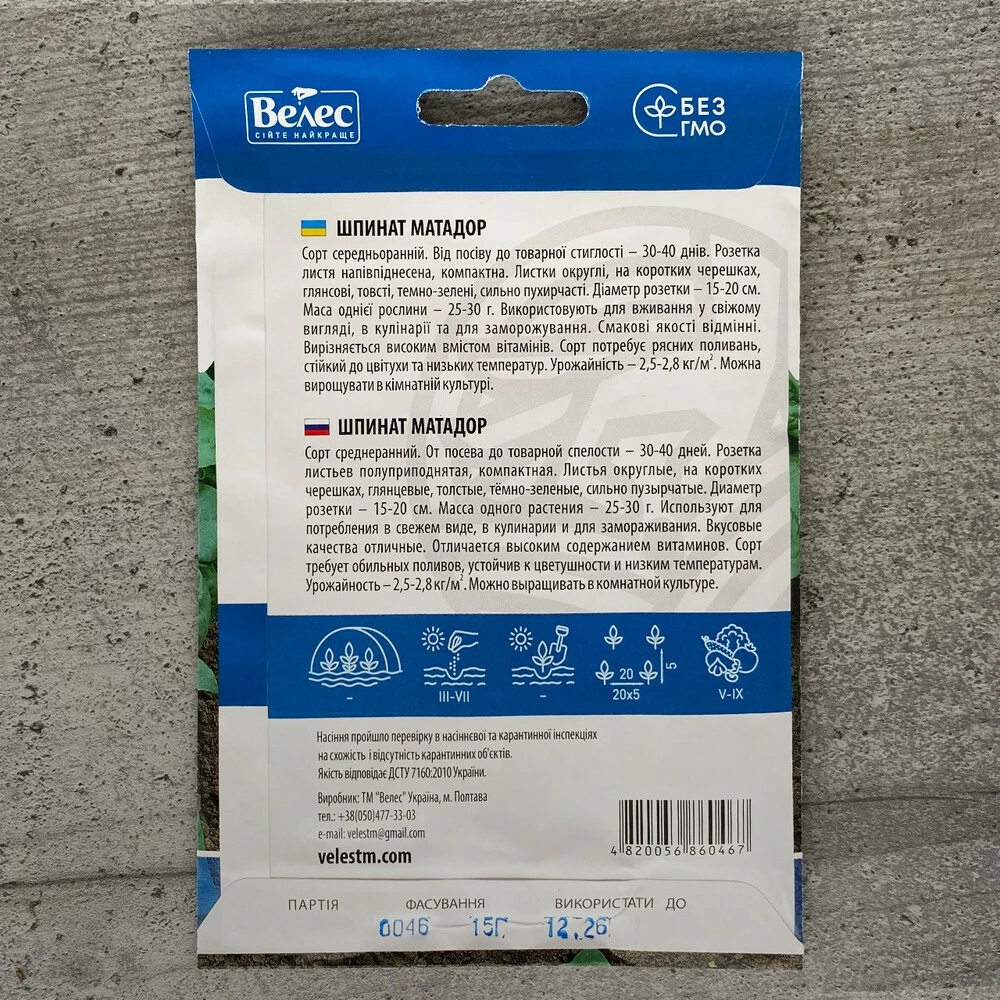 Велес
СІЙТЕ НАЙКРАЩЕ
БЕЗ
ГМО
ШПИНАТ МАТАДОР
Сорт середньоранній. Від посіву до товарної стиглості – 30-40 днів. Розетка
листя напівпіднесена, компактна. Листки округлі, на коротких черешках,
глянсові, товсті, темно-зелені, сильно пухирчасті. Діаметр розетки – 15-20 см.
Маса однієї рослини – 25-30 г. Використовують для вживання у свіжому
вигляді, в кулінарії та для заморожування. Смакові якості відмінні.
Вирізняється високим вмістом вітамінів. Сорт потребує рясних поливань,
стійкий до цвітухи та низьких температур. Урожайність – 2,5-2,8 кг/м². Можна
вирощувати в кімнатній культурі.
ШПИНАТ МАТАДОР
Сорт среднеранний. От посева до товарной спелости – 30-40 дней. Розетка
листьев полуприподнятая, компактная. Листья округлые, на коротких
черешках, глянцевые, толстые, тёмно-зеленые, сильно пузырчатые. Диаметр
розетки – 15-20 см. Масса одного растения – 25-30 г. Используют для
потребления в свежем виде, в кулинарии и для замораживания. Вкусовые
качества отличные. Отличается высоким содержанием витаминов. Сорт
требует обильных поливов, устойчив к цветушности и низким температурам.
Урожайность – 2,5-2,8 кг/м². Можно выращивать в комнатной культуре.
20
5
– III-VII – 20х5 V-IX
Насіння пройшло перевірку в насіннєвої та карантинної інспекціях
на схожість і відсутність карантинних об'єктів.
Якість відповідає ДСТУ 7160:2010 України.
Виробник: ТМ "Велес" Україна, м. Полтава
тел.: +38(050)477-33-03
e-mail: velestm@gmail.com
velestm.com
4 820056 860467
ПАРТІЯ ФАСУВАННЯ ВИКОРИСТАТИ ДО
0046 15Г 12.26